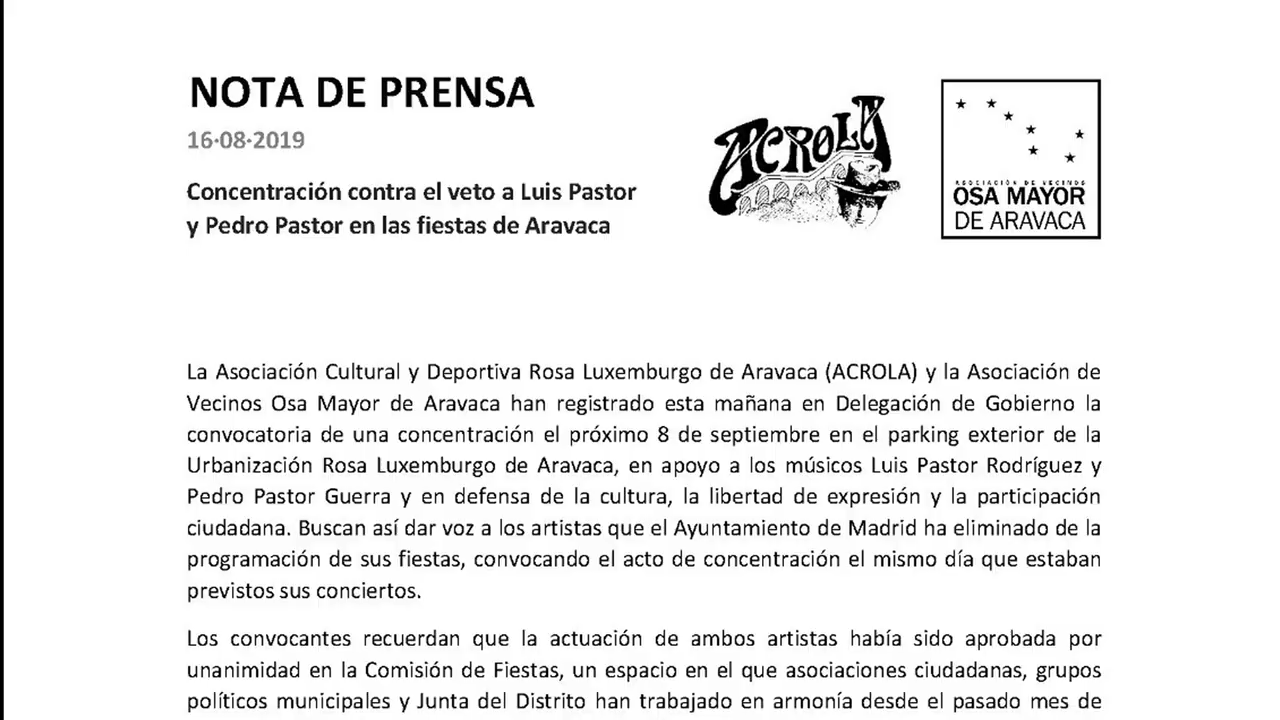 NOTA DE PRENSA
16·08·2019
Concentración contra el veto a Luis Pastor
y Pedro Pastor en las fiestas de Aravaca
ACROLA
ASOCIACIÓN DE VECINOS
OSA MAYOR
DE ARAVACA
La Asociación Cultural y Deportiva Rosa Luxemburgo de Aravaca (ACROLA) y la Asociación de
Vecinos Osa Mayor de Aravaca han registrado esta mañana en Delegación de Gobierno la
convocatoria de una concentración el próximo 8 de septiembre en el parking exterior de la
Urbanización Rosa Luxemburgo de Aravaca, en apoyo a los músicos Luis Pastor Rodríguez y
Pedro Pastor Guerra y en defensa de la cultura, la libertad de expresión y la participación
ciudadana. Buscan así dar voz a los artistas que el Ayuntamiento de Madrid ha eliminado de la
programación de sus fiestas, convocando el acto de concentración el mismo día que estaban
previstos sus conciertos.
Los convocantes recuerdan que la actuación de ambos artistas había sido aprobada por
unanimidad en la Comisión de Fiestas, un espacio en el que asociaciones ciudadanas, grupos
políticos municipales y Junta del Distrito han trabajado en armonía desde el pasado mes de